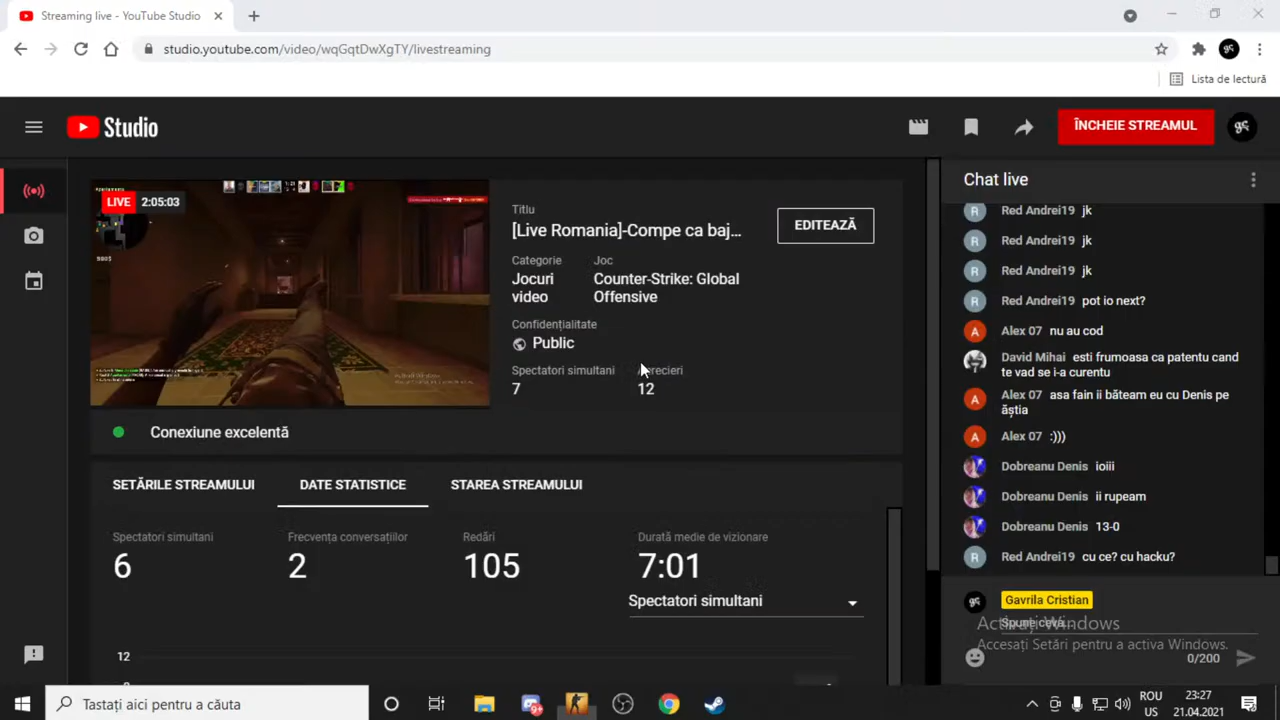 Streaming live - YouTube Studio
studio.youtube.com/video/wqGqtDwXgTY/livestreaming
Lista de lectură
Studio
ÎNCHEIE STREAMUL
LIVE 2:05:03
Titlu
[Live Romania]-Compe ca baj...
EDITEAZĂ
Categorie
Joc
Jocuri video
Counter-Strike: Global Offensive
Confidențialitate
Public
Spectatori simultani
7
12
Conexiune excelentă
SETĂRILE STREAMULUI
DATE STATISTICE
STAREA STREAMULUI
Spectatori simultani
6
Frecvența conversațiilor
2
Redări
105
Durată medie de vizionare
7:01
Spectatori simultani
12
Chat live
Red Andrei19 jk
Red Andrei19 jk
Red Andrei19 jk
Red Andrei19 pot io next?
Alex 07 nu au cod
David Mihai esti frumoasa ca patentu cand
te vad se i-a curentu
Alex 07 asa fain ii băteam eu cu Denis pe
ăștia
Alex 07 :)))
Dobreanu Denis ioiii
Dobreanu Denis ii rupeam
Dobreanu Denis 13-0
Red Andrei19 cu ce? cu hacku?
Gavrila Cristian
Spune ceva...
Activați Windows
Accesați Setări pentru a activa Windows.
0/200
Tastați aici pentru a căuta
ROU
US
23:27
21.04.2021